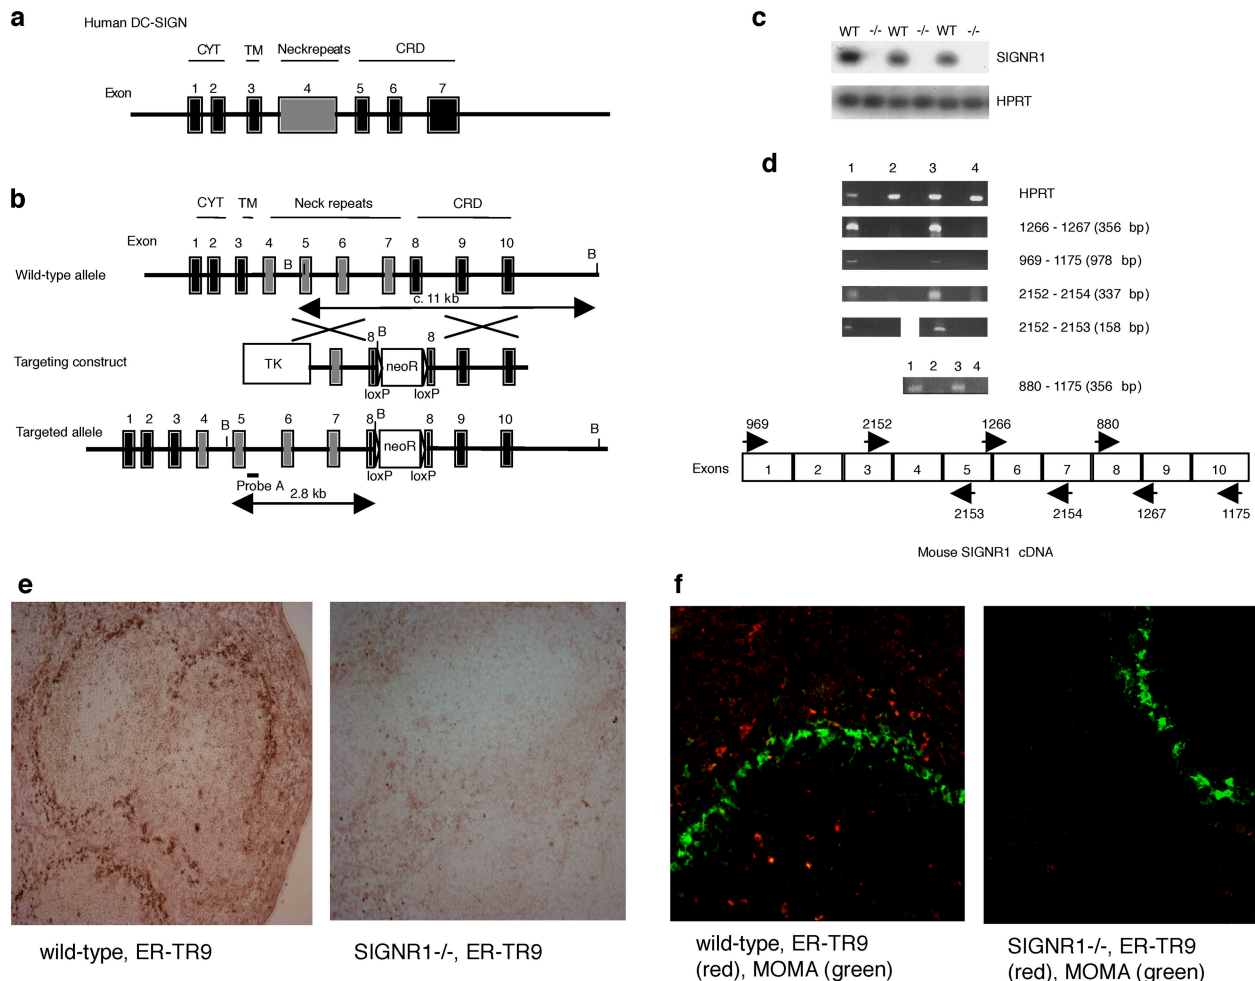 a
Human DC-SIGN
CYT TM Neckrepeats CRD
Exon 1 2 3 4 5 6 7
b
CYT TM Neck repeats CRD
Exon 1 2 3 4 5 6 7 8 9 10
B B
Wild-type allele
c. 11 kb
8 B 8
Targeting construct TK neoR
loxP loxP
1 2 3 4 B 5 6 7 8 B 8 9 10 B
Targeted allele neoR
loxP loxP
Probe A
2.8 kb
c
WT -/- WT -/- WT -/-
SIGNR1
HPRT
d
1 2 3 4
HPRT
1266 - 1267 (356 bp)
969 - 1175 (978 bp)
2152 - 2154 (337 bp)
2152 - 2153 (158 bp)
1 2 3 4
880 - 1175 (356 bp)
969 2152 1266 880
Exons 1 2 3 4 5 6 7 8 9 10
2153 2154 1267 1175
Mouse SIGNR1 cDNA
e
wild-type, ER-TR9
SIGNR1-/-, ER-TR9
f
wild-type, ER-TR9
(red), MOMA (green)
SIGNR1-/-, ER-TR9
(red), MOMA (green)